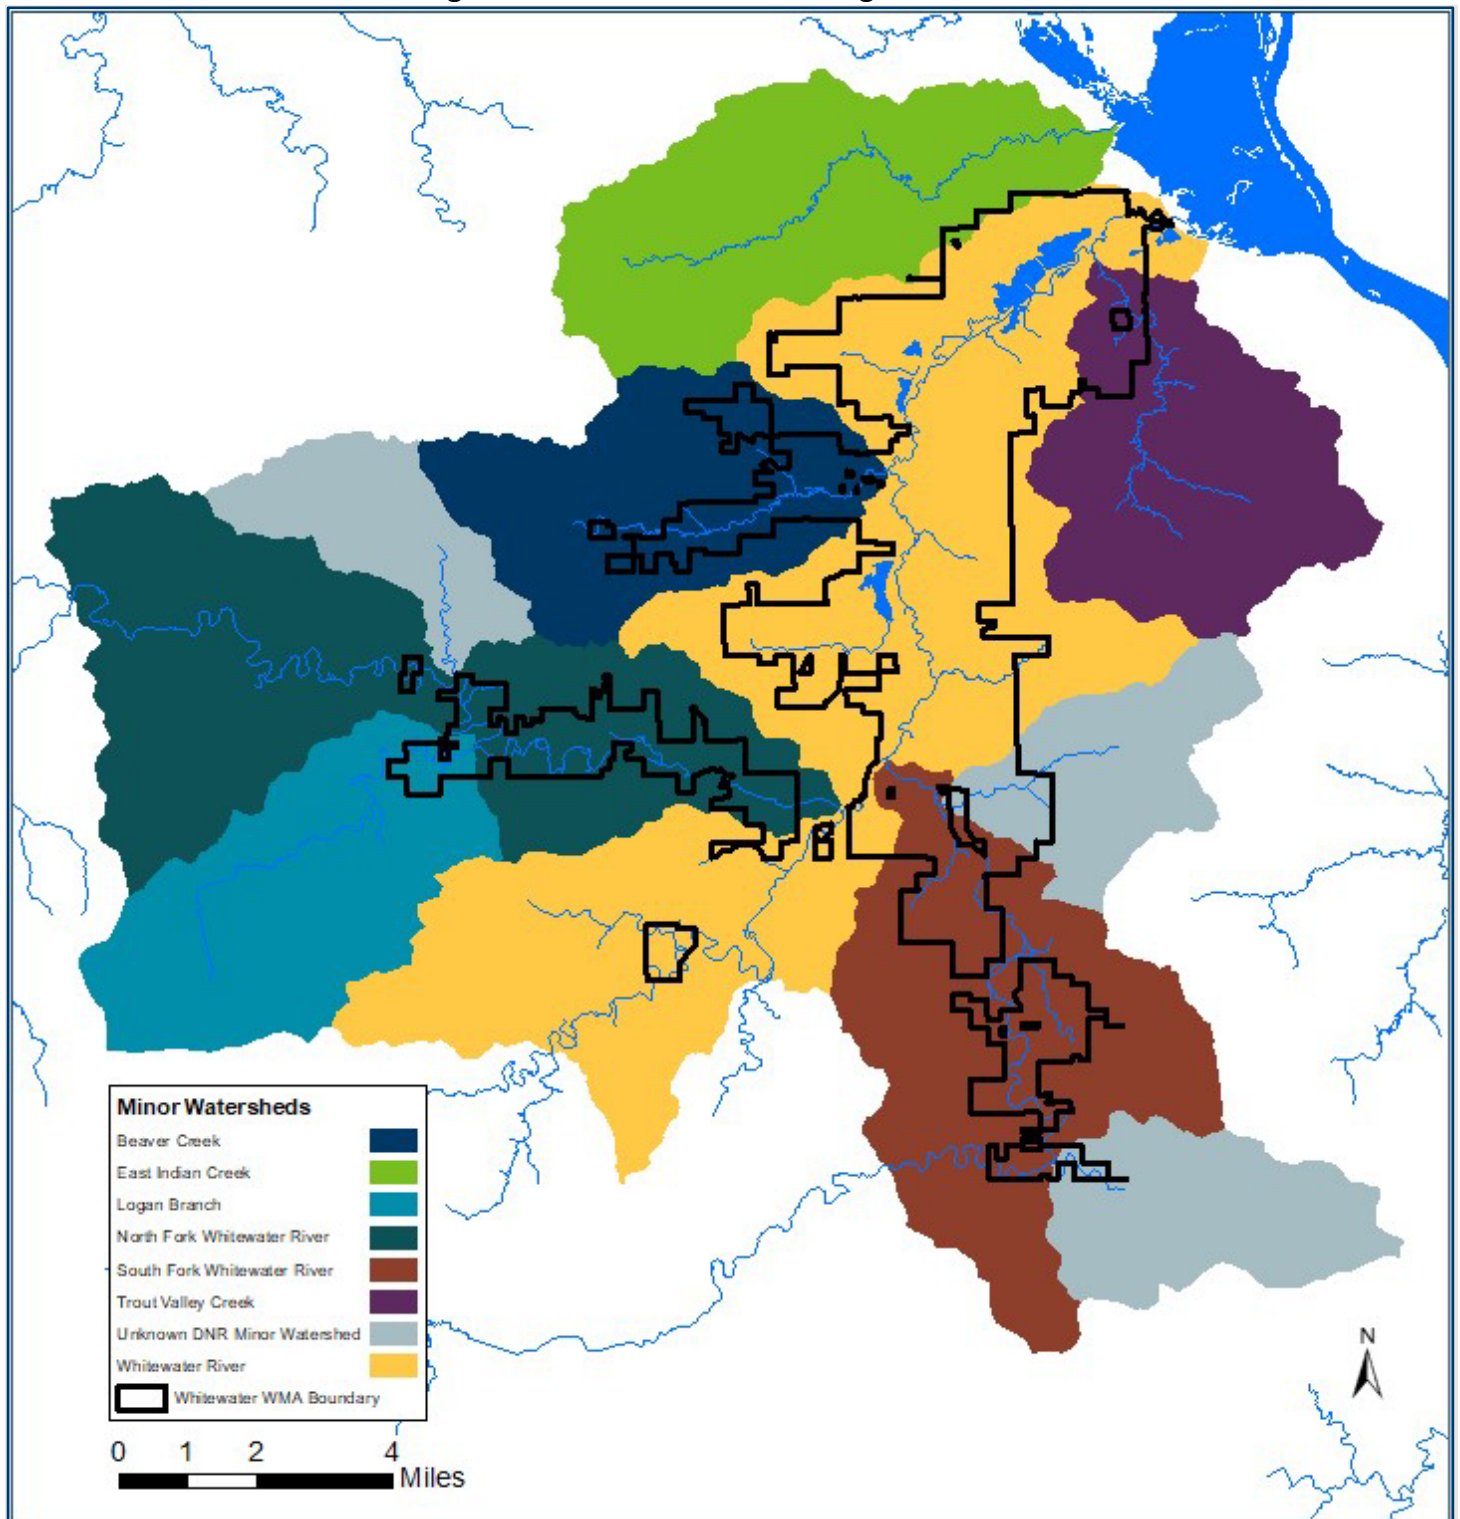 Minor Watersheds
Beaver Creek
East Indian Creek
Logan Branch
North Fork Whitewater River
South Fork Whitewater River
Trout Valley Creek
Unknown DNR Minor Watershed
Whitewater River
Whitewater WMA Boundary
0 1 2 4
Miles
N